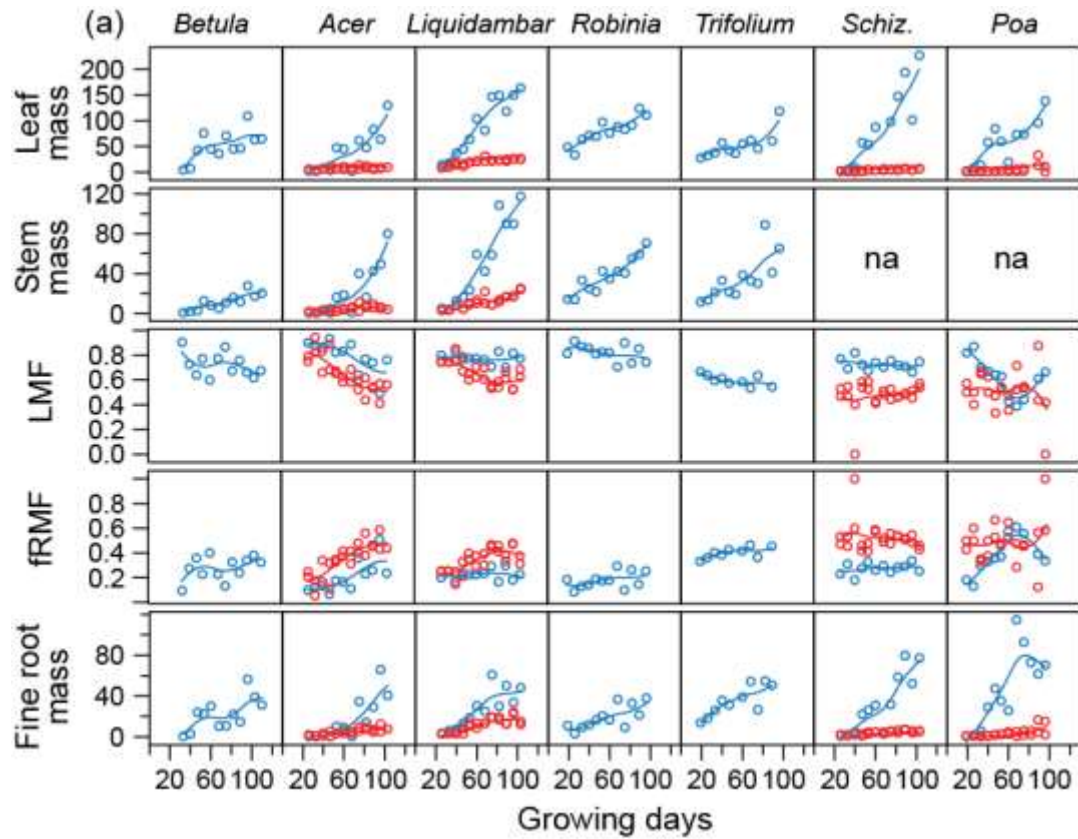 (a) Betula Acer Liquidambar Robinia Trifolium Schiz. Poa
Leaf mass
200
150
100
50
0
Stem mass
120
80
40
0
na na
LMF
0.8
0.6
0.4
0.2
0.0
fRMF
0.8
0.6
0.4
0.2
Fine root mass
80
40
0
20 60 100 20 60 100 20 60 100 20 60 100 20 60 100 20 60 100 20 60 100
Growing days